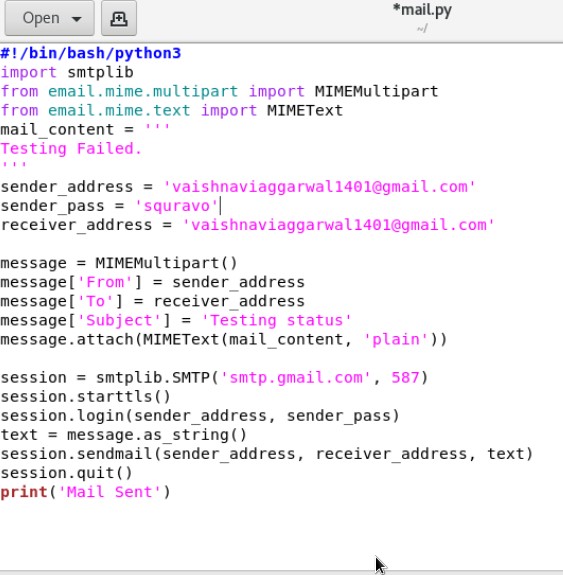 Open
*mail.py
~/
#!/bin/bash/python3
import smtplib
from email.mime.multipart import MIMEMultipart
from email.mime.text import MIMEText
mail_content = '''
Testing Failed.
'''
sender_address = 'vaishnaviaggarwal1401@gmail.com'
sender_pass = 'squravo'
receiver_address = 'vaishnaviaggarwal1401@gmail.com'
message = MIMEMultipart()
message['From'] = sender_address
message['To'] = receiver_address
message['Subject'] = 'Testing status'
message.attach(MIMEText(mail_content, 'plain'))
session = smtplib.SMTP('smtp.gmail.com', 587)
session.starttls()
session.login(sender_address, sender_pass)
text = message.as_string()
session.sendmail(sender_address, receiver_address, text)
session.quit()
print('Mail Sent')